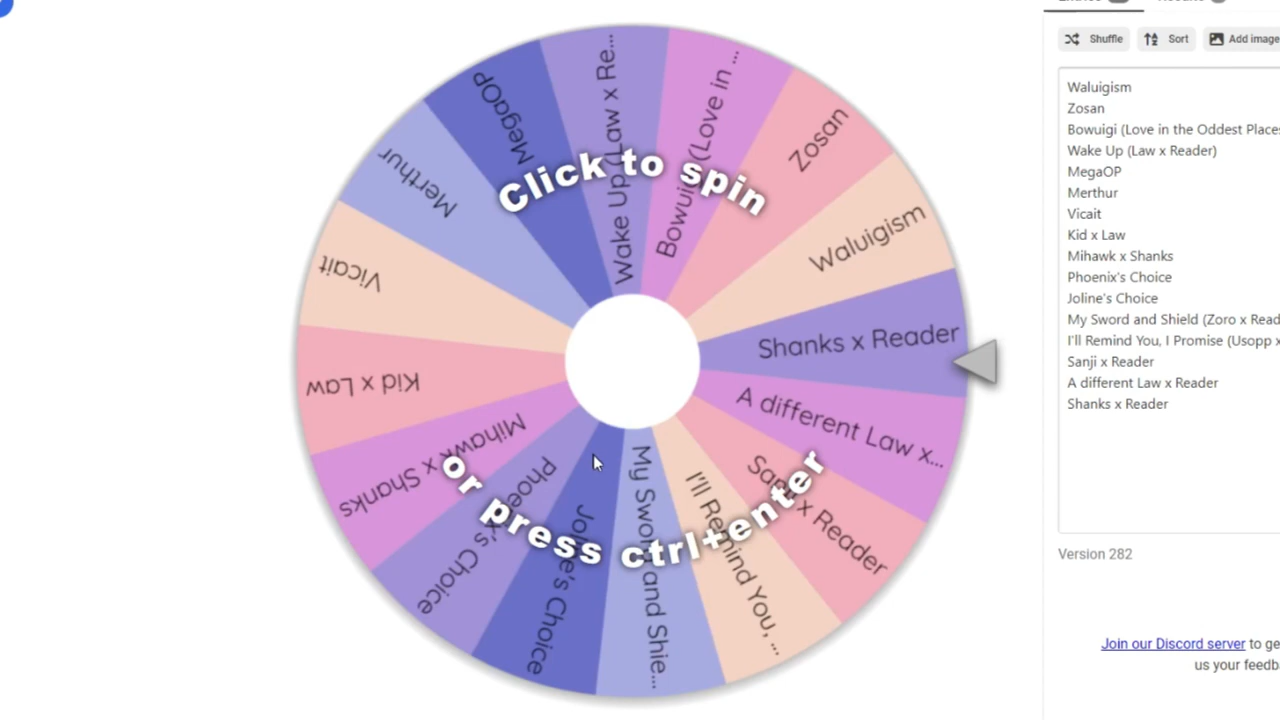 Shuffle
Sort
Add image
Waluigism
Zosan
Bowuigi (Love in the Oddest Place
Wake Up (Law x Reader)
MegaOP
Merthur
Vicait
Kid x Law
Mihawk x Shanks
Phoenix's Choice
Joline's Choice
My Sword and Shield (Zoro x Read
I'll Remind You, I Promise (Usopp x
Sanji x Reader
A different Law x Reader
Shanks x Reader
Version 282
Join our Discord server to ge
us your feedb
Click to spin
or press ctrl+enter
MegaOP
Wake Up (Law x Re...
Bowuigi (Love in ...
Zosan
Waluigism
Shanks x Reader
A different Law x...
Sanji x Reader
I'll Remind You, ...
My Sword and Shie...
Joline's Choice
Phoenix's Choice
Mihawk x Shanks
Kid x Law
Vicait
Merthur